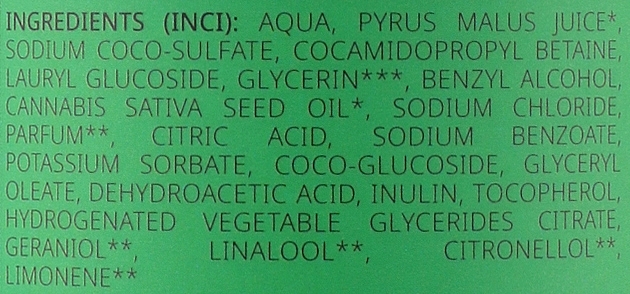 INGREDIENTS (INCI): AQUA, PYRUS MALUS JUICE*,
SODIUM COCO-SULFATE, COCAMIDOPROPYL BETAINE,
LAURYL GLUCOSIDE, GLYCERIN***, BENZYL ALCOHOL,
CANNABIS SATIVA SEED OIL*, SODIUM CHLORIDE,
PARFUM**, CITRIC ACID, SODIUM BENZOATE,
POTASSIUM SORBATE, COCO-GLUCOSIDE, GLYCERYL
OLEATE, DEHYDROACETIC ACID, INULIN, TOCOPHEROL,
HYDROGENATED VEGETABLE GLYCERIDES CITRATE,
GERANIOL**, LINALOOL**, CITRONELLOL**,
LIMONENE**